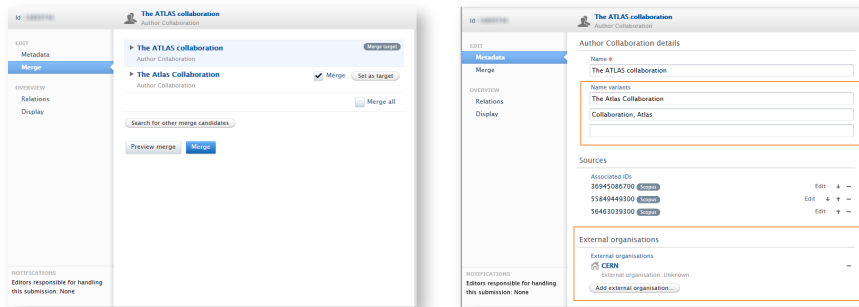 Id:
The ATLAS collaboration
Author Collaboration
EDIT
Metadata
Merge
OVERVIEW
Relations
Display
NOTIFICATIONS
Editors responsible for handling
this submission: None
The ATLAS collaboration
Merge target
Author Collaboration
The Atlas Collaboration
Merge
Set as target
Author Collaboration
Merge all
Search for other merge candidates
Preview merge
Merge
Id:
The ATLAS collaboration
Author Collaboration
EDIT
Metadata
Merge
OVERVIEW
Relations
Display
NOTIFICATIONS
Editors responsible for handling
this submission: None
Author Collaboration details
Name *
The ATLAS collaboration
Name variants
The Atlas Collaboration
Collaboration, Atlas
Sources
Associated IDs
36945086700 Scopus Edit
55849449300 Scopus Edit
56463039300 Scopus Edit
External organisations
External organisations
CERN
External organisation: Unknown
Add external organisation...